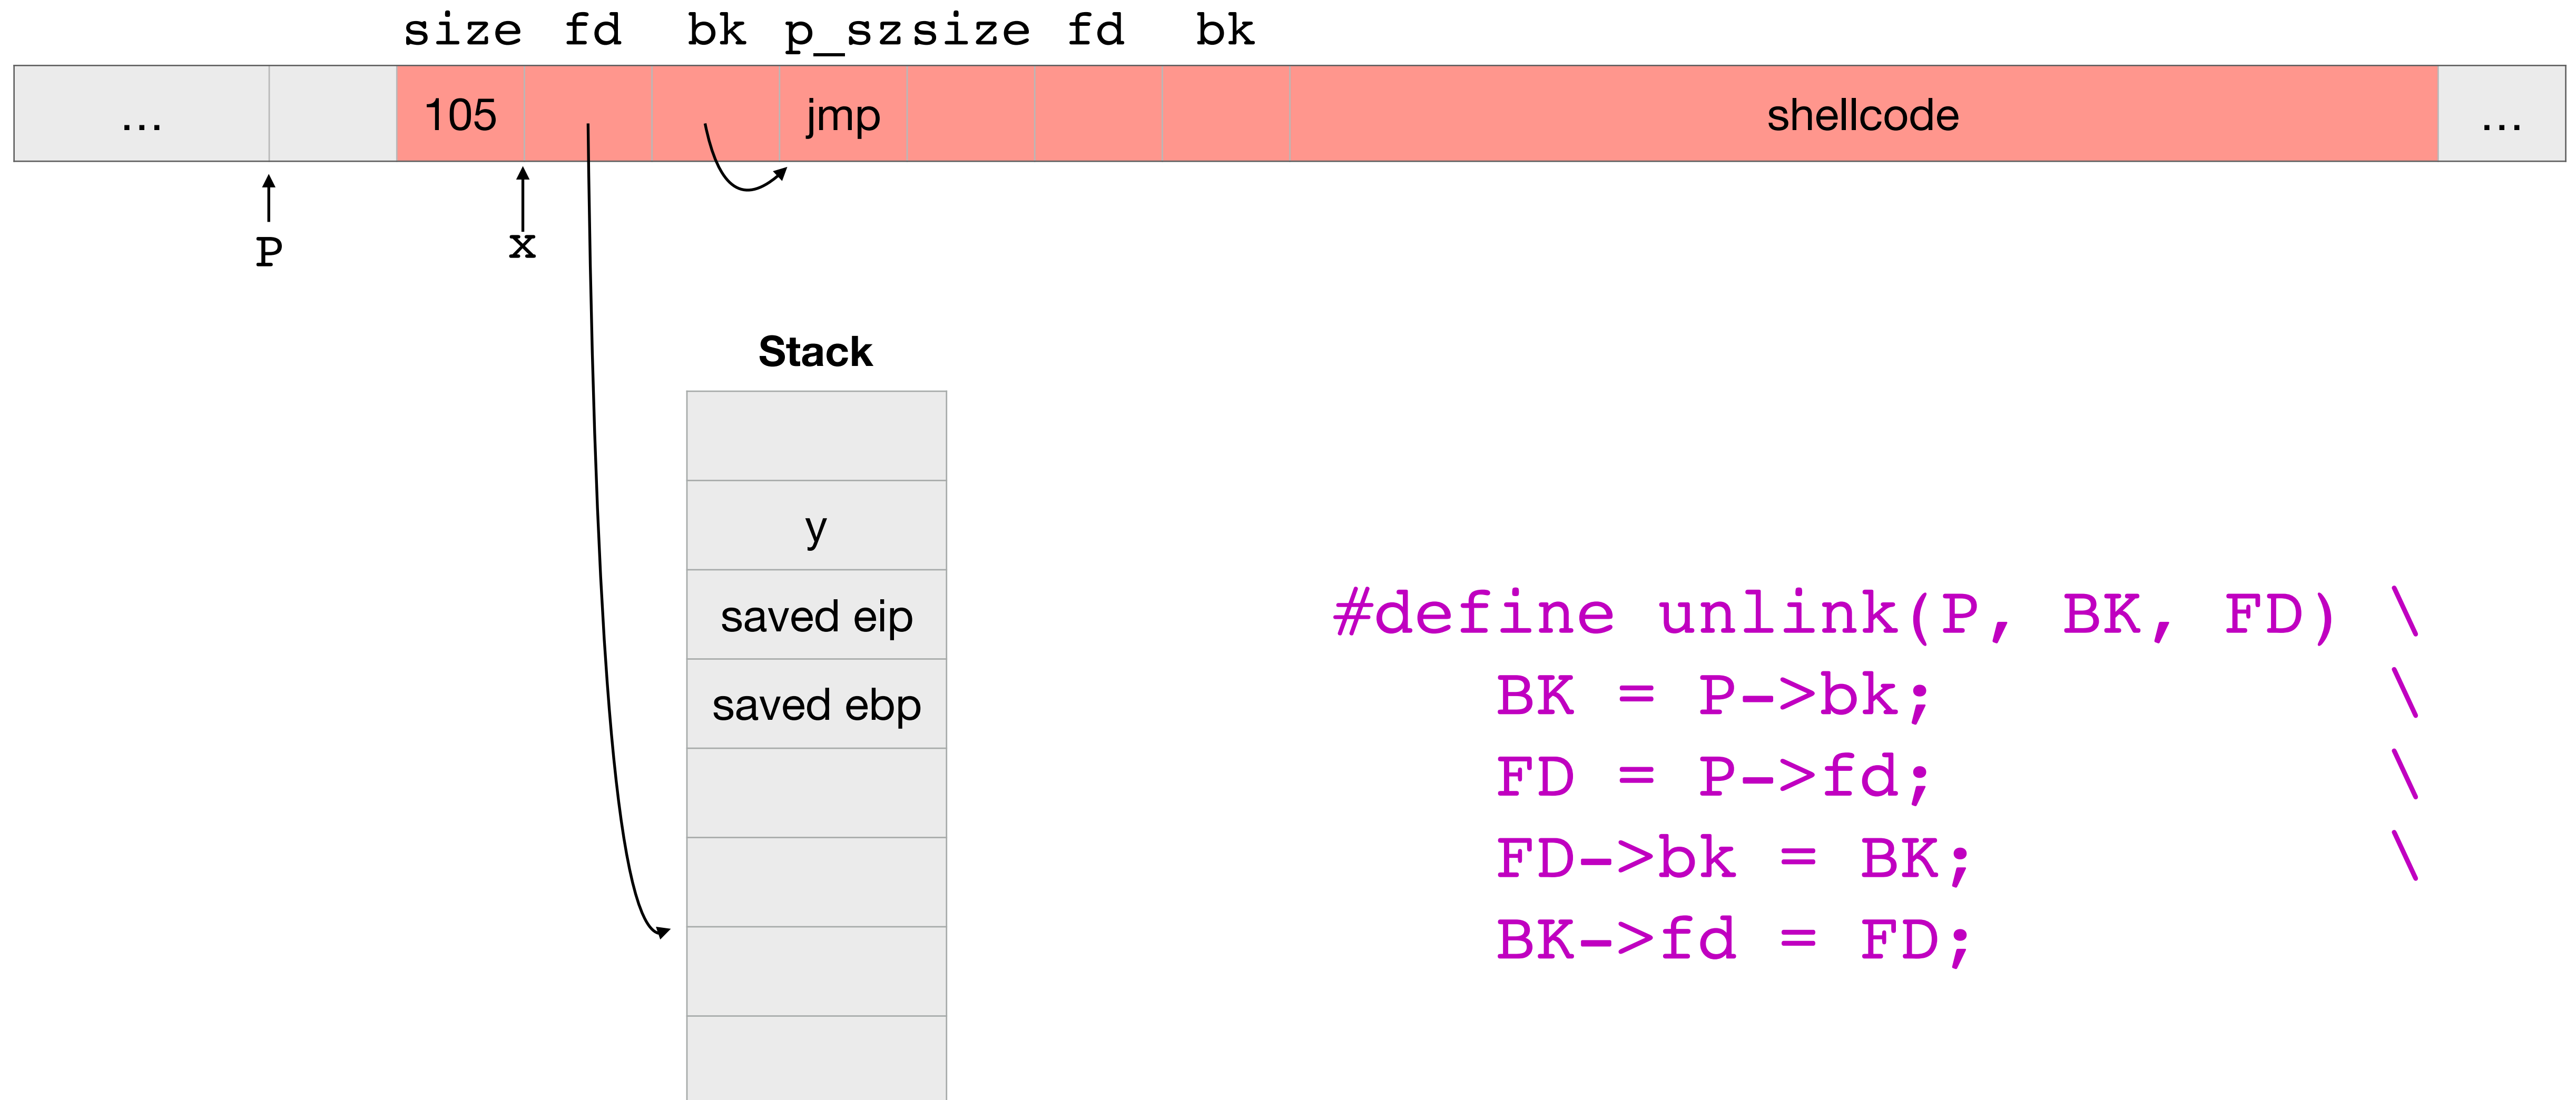 size fd bk p_sz size fd bk
… 105 jmp shellcode …
P x
Stack
y
saved eip
saved ebp
#define unlink(P, BK, FD) \
BK = P->bk; \
FD = P->fd; \
FD->bk = BK; \
BK->fd = FD;